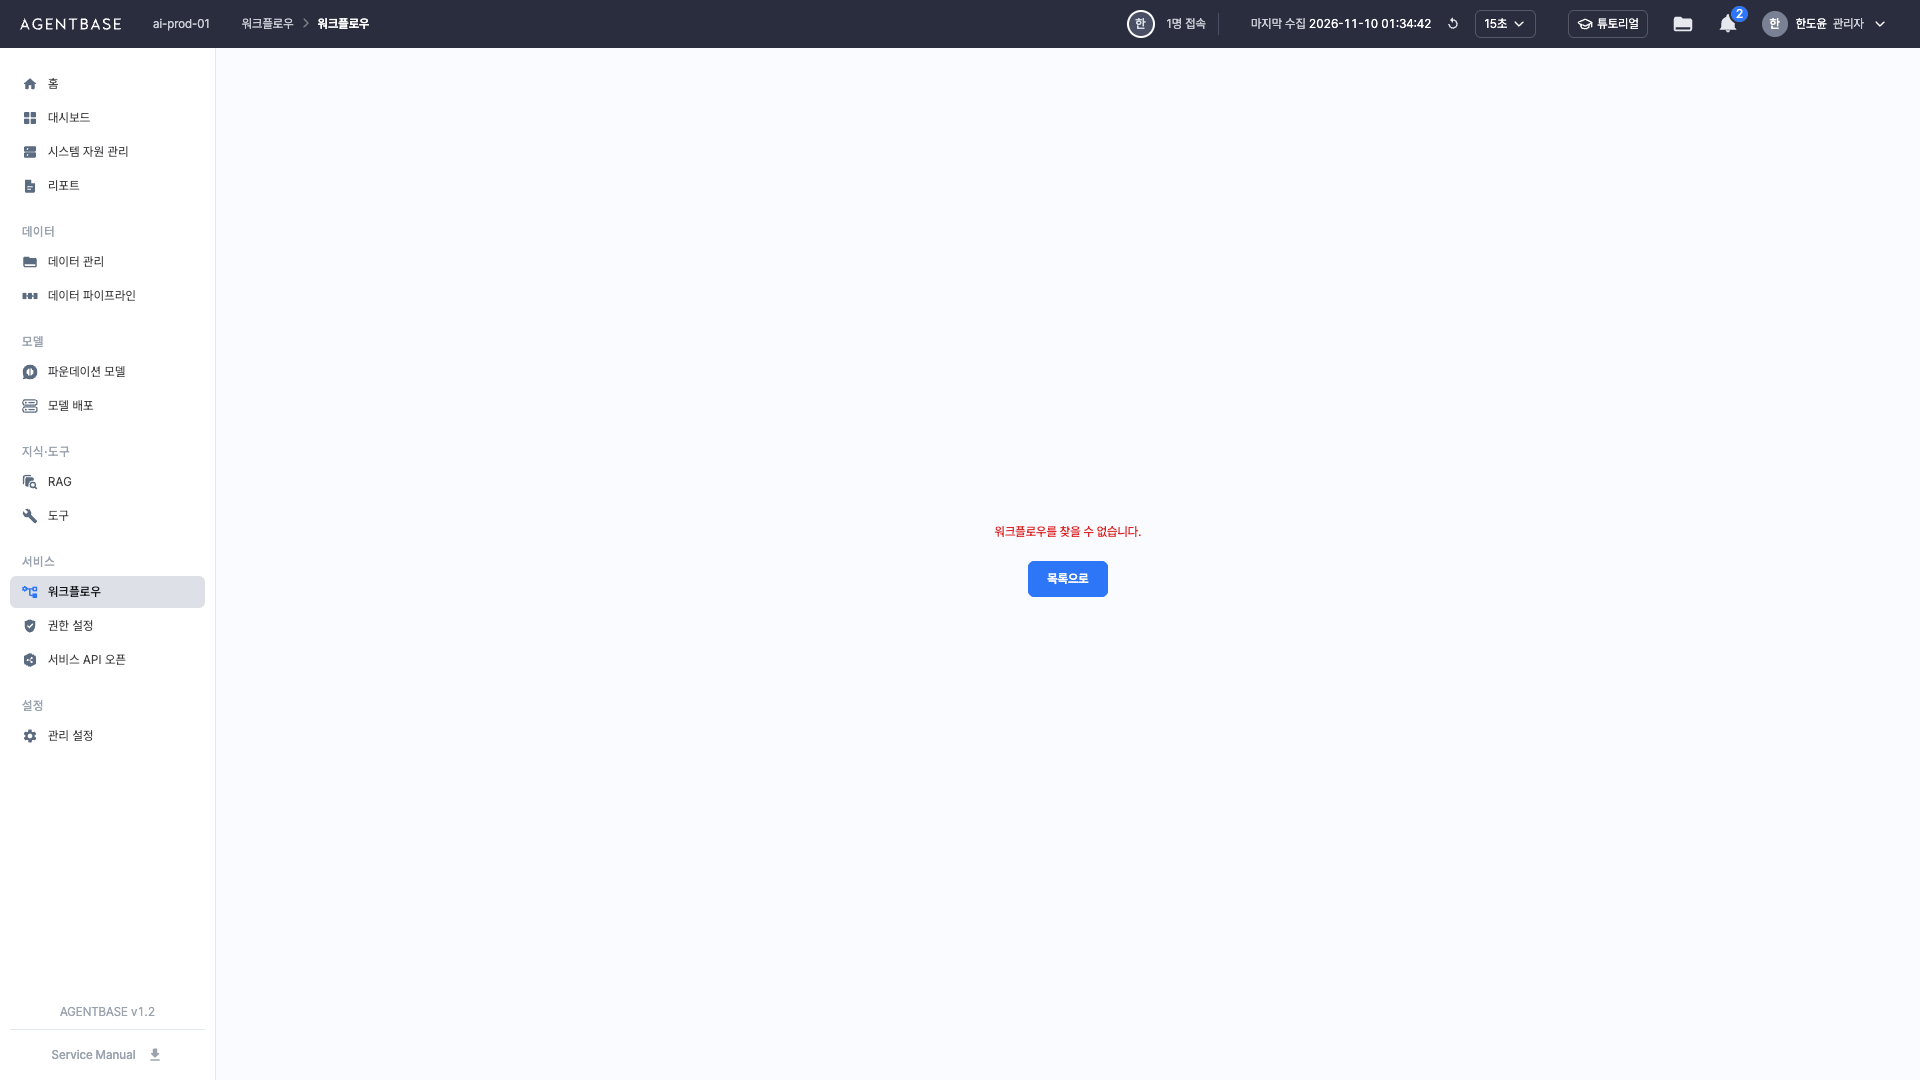 AGENTBASE
ai-prod-01
워크플로우 > 워크플로우
한
1명 접속
마지막 수집 2026-11-10 01:34:42
15초
튜토리얼
2
한
한도윤 관리자
홈
대시보드
시스템 자원 관리
리포트
데이터
데이터 관리
데이터 파이프라인
모델
파운데이션 모델
모델 배포
지식·도구
RAG
도구
서비스
워크플로우
권한 설정
서비스 API 오픈
설정
관리 설정
워크플로우를 찾을 수 없습니다.
목록으로
AGENTBASE v1.2
Service Manual